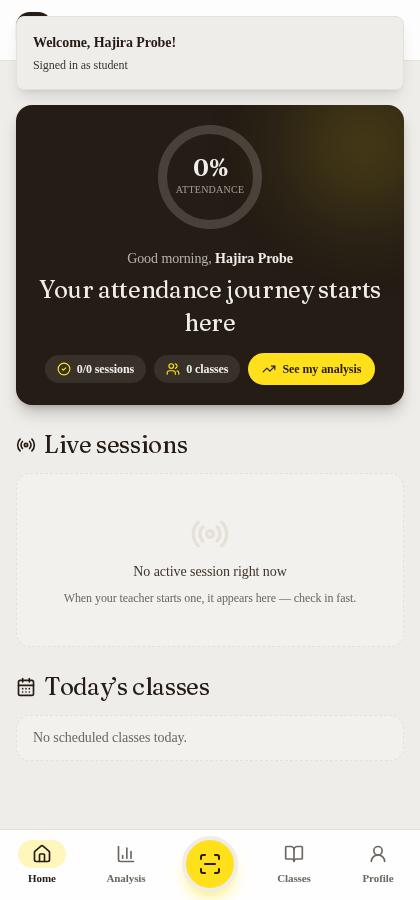 Welcome, Hajira Probe!
Signed in as student
0%
ATTENDANCE
Good morning, Hajira Probe
Your attendance journey starts
here
0/0 sessions
0 classes
See my analysis
Live sessions
No active session right now
When your teacher starts one, it appears here — check in fast.
Today's classes
No scheduled classes today.
Home
Analysis
Classes
Profile